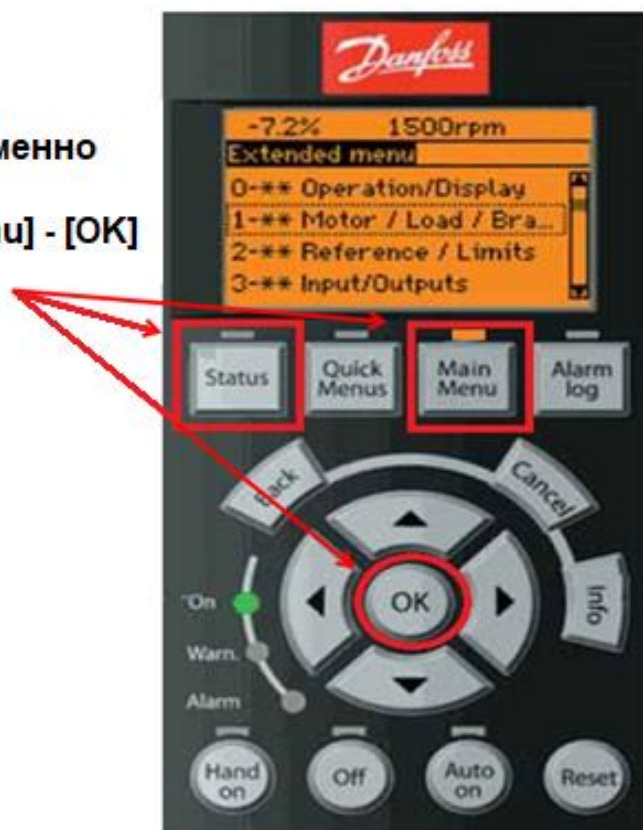 Danfoss
-7.2% 1500rpm
менно
Extended menu
0-** Operation/Display
u] - [OK]
1-** Motor / Load / Bra...
2-** Reference / Limits
3-** Input/Outputs
Status
Quick
Menus
Main
Menu
Alarm
log
Back
Cancel
OK
Info
On
Warn.
Alarm
Hand
on
Off
Auto
on
Reset